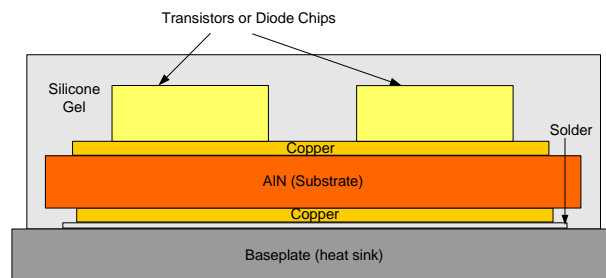 Transistors or Diode Chips
Silicone
Gel
Solder
Copper
AlN (Substrate)
Copper
Baseplate (heat sink)